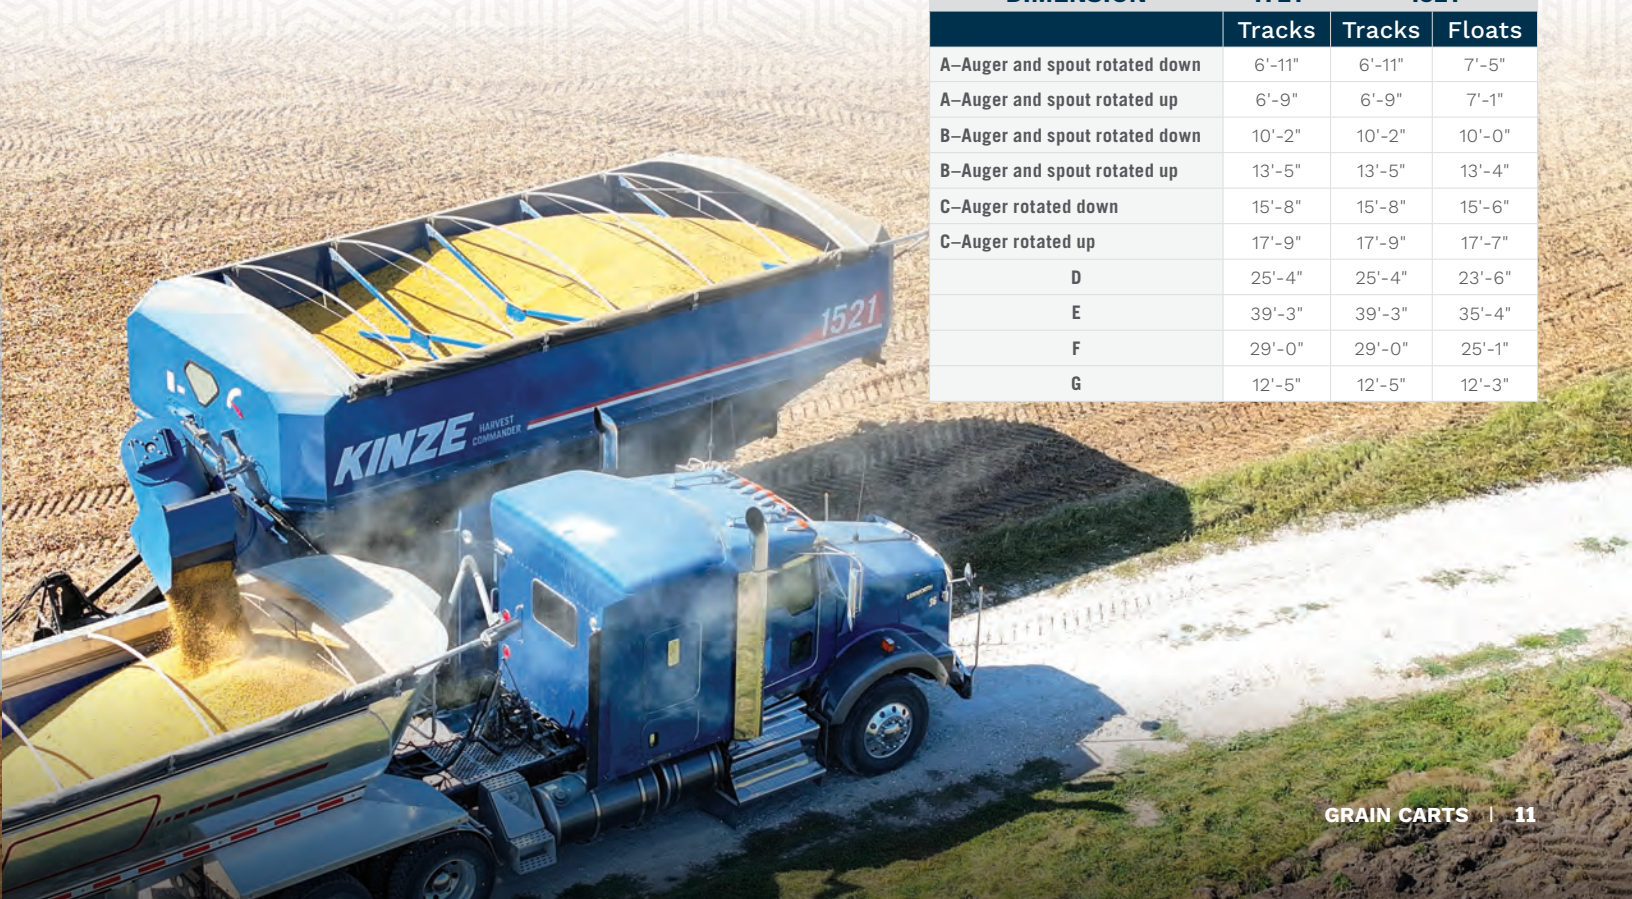 Tracks Tracks Floats
A–Auger and spout rotated down 6'-11" 6'-11" 7'-5"
A–Auger and spout rotated up 6'-9" 6'-9" 7'-1"
B–Auger and spout rotated down 10'-2" 10'-2" 10'-0"
B–Auger and spout rotated up 13'-5" 13'-5" 13'-4"
C–Auger rotated down 15'-8" 15'-8" 15'-6"
C–Auger rotated up 17'-9" 17'-9" 17'-7"
D 25'-4" 25'-4" 23'-6"
E 39'-3" 39'-3" 35'-4"
F 29'-0" 29'-0" 25'-1"
G 12'-5" 12'-5" 12'-3"
1521
KINZE HARVEST
COMMANDER
GRAIN CARTS | 11